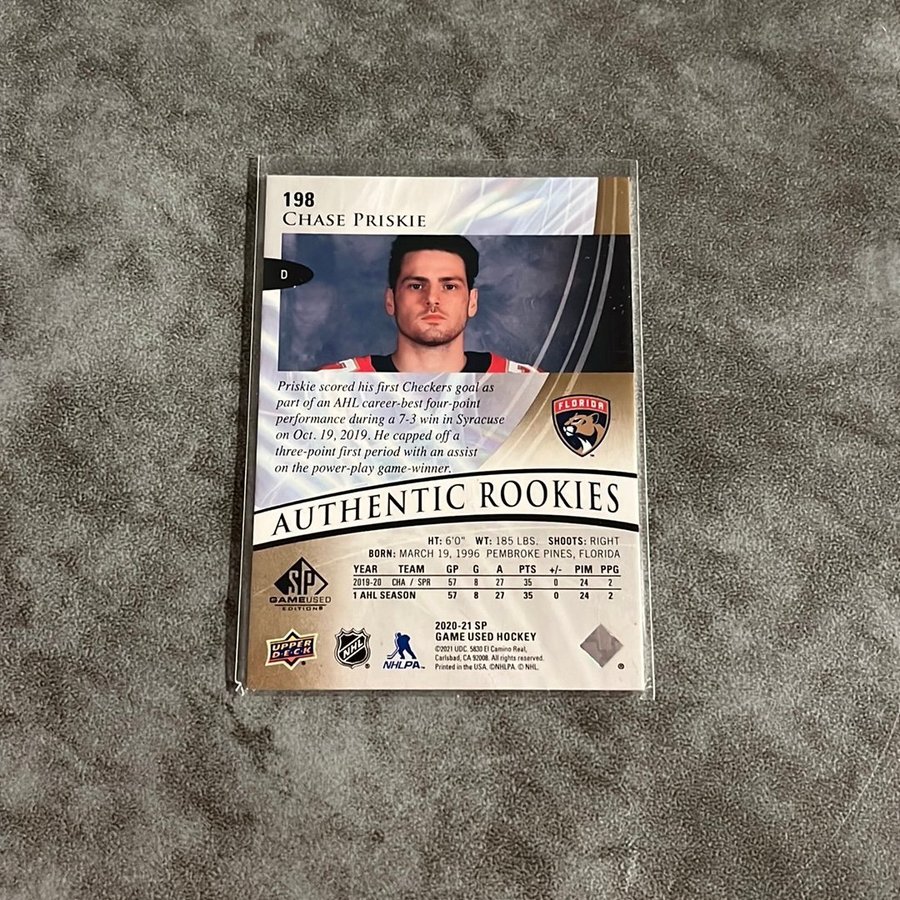 198
CHASE PRISKIE
D
Priskie scored his first Checkers goal as
part of an AHL career-best four-point
performance during a 7-3 win in Syracuse
on Oct. 19, 2019. He capped off a
three-point first period with an assist
on the power-play game-winner.
FLORIDA
AUTHENTIC ROOKIES
HT: 6'0" WT: 185 LBS. SHOOTS: RIGHT
BORN: MARCH 19, 1996 PEMBROKE PINES, FLORIDA
YEAR TEAM GP G A PTS +/- PIM PPG
2019-20 CHA / SPR 57 8 27 35 0 24 2
1 AHL SEASON 57 8 27 35 0 24 2
SP
GAMEUSED
EDITION®
2020-21 SP
GAME USED HOCKEY
©2021 UDC. 5830 El Camino Real,
Carlsbad, CA 92008. All rights reserved.
Printed in the USA. ©NHLPA. © NHL.
UPPER
DECK
NHL
NHLPA